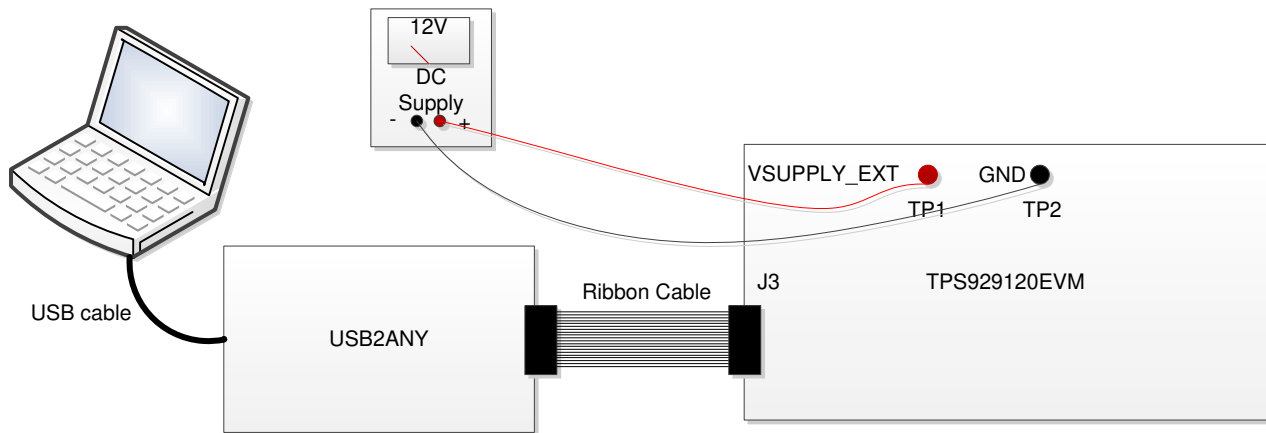 12V
DC
Supply
- +
VSUPPLY_EXT GND
TP1 TP2
J3 TPS929120EVM
Ribbon Cable
USB cable
USB2ANY